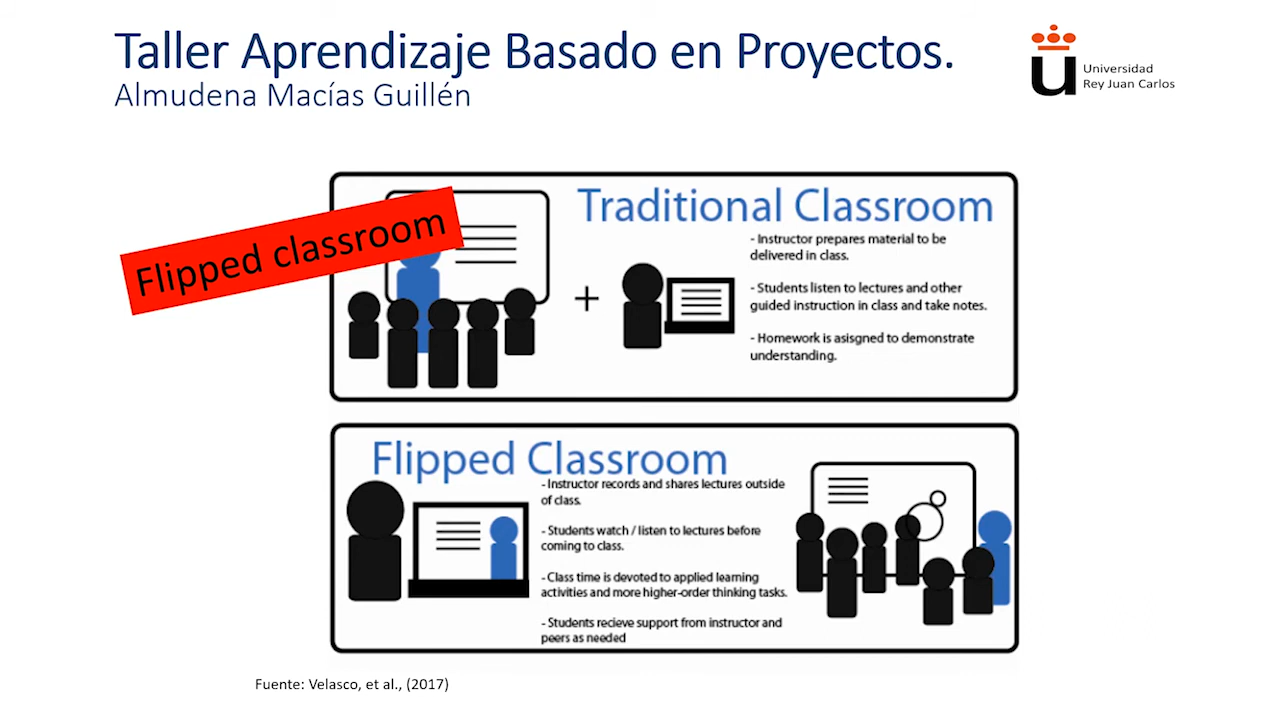 Taller Aprendizaje Basado en Proyectos.
Almudena Macías Guillén
Universidad
Rey Juan Carlos
Flipped classroom
Traditional Classroom
- Instructor prepares material to be
delivered in class.
- Students listen to lectures and other
guided instruction in class and take notes.
- Homework is asisgned to demonstrate
understanding.
+
Flipped Classroom
- Instructor records and shares lectures outside
of class.
- Students watch / listen to lectures before
coming to class.
- Class time is devoted to applied learning
activities and more higher-order thinking tasks.
- Students recieve support from instructor and
peers as needed
Fuente: Velasco, et al., (2017)